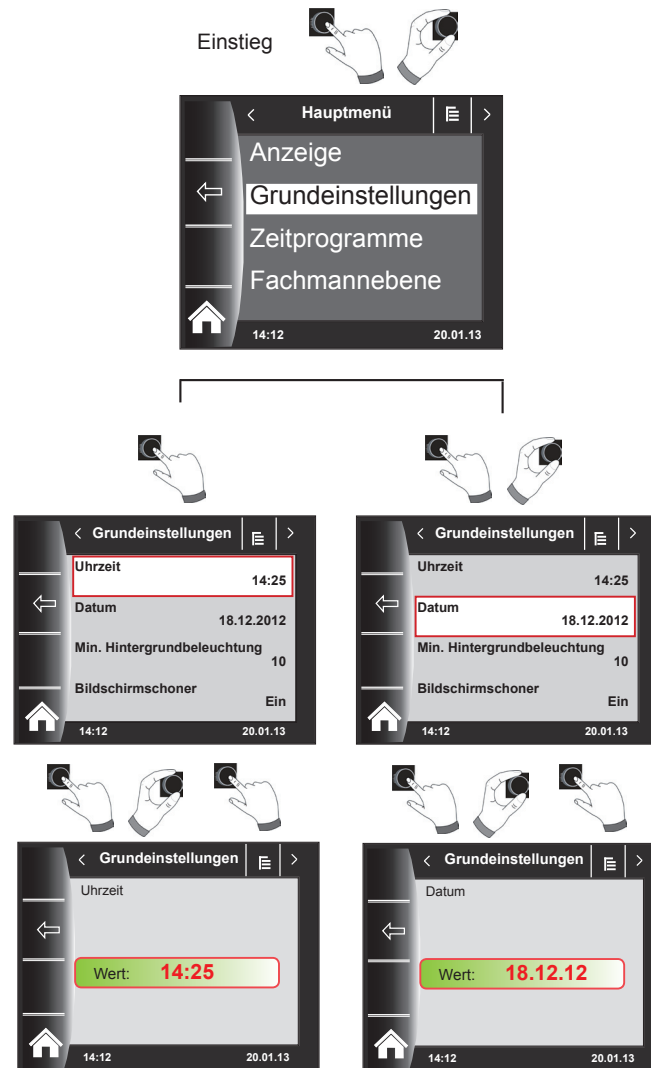 Einstieg
< Hauptmenü >
Anzeige
Grundeinstellungen
Zeitprogramme
Fachmannebene
14:12 20.01.13
< Grundeinstellungen >
Uhrzeit
14:25
Datum
18.12.2012
Min. Hintergrundbeleuchtung
10
Bildschirmschoner
Ein
14:12 20.01.13
< Grundeinstellungen >
Uhrzeit
14:25
Datum
18.12.2012
Min. Hintergrundbeleuchtung
10
Bildschirmschoner
Ein
14:12 20.01.13
< Grundeinstellungen >
Uhrzeit
Wert: 14:25
14:12 20.01.13
< Grundeinstellungen >
Datum
Wert: 18.12.12
14:12 20.01.13